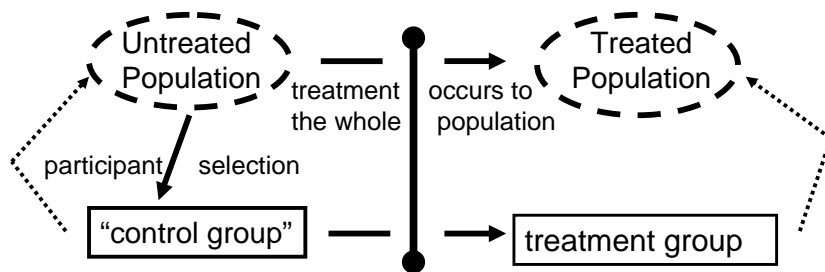 Untreated
Population
Treated
Population
treatment occurs to
the whole population
participant selection
“control group”
treatment group